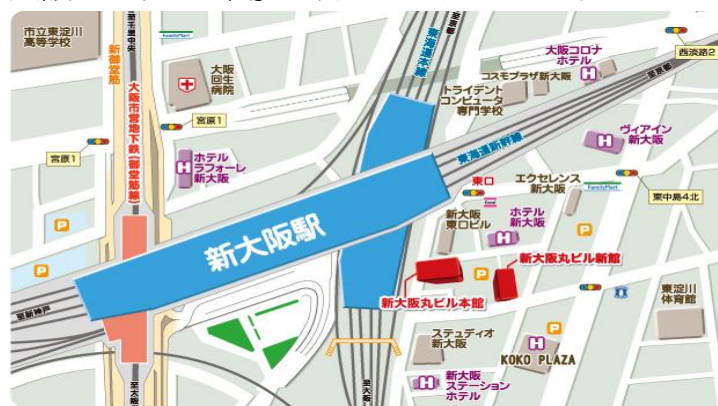 市立東淀川
高等学校
至千里中央
新御堂筋
FamilyMart
大阪
回生
病院
宮原1
宮原1
大阪市営地下鉄(御堂筋線)
ホテル
ラフォーレ
新大阪
東海道本線
至京都
大阪コロナ
ホテル
コスモプラザ新大阪
トライデント
コンピュータ
専門学校
西淡路2
至京都
東海道新幹線
ヴィアイン
新大阪
東口
エクセレンス
新大阪
FamilyMart
東中島4北
新大阪
東口ビル
ホテル
新大阪
新大阪駅
新大阪丸ビル新館
新大阪丸ビル本館
東淀川
体育館
至新神戸
ステュディオ
新大阪
KOKO PLAZA
新大阪
ステーション
ホテル
至大阪
至大阪